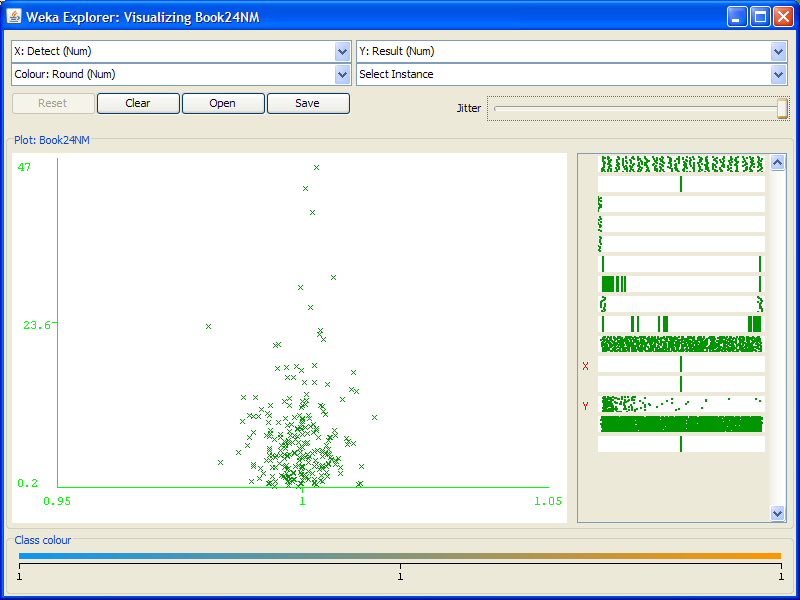 Weka Explorer: Visualizing Book24NM
X: Detect (Num)
Y: Result (Num)
Colour: Round (Num)
Select Instance
Reset
Clear
Open
Save
Jitter
Plot: Book24NM
47
23.6
0.2
0.95
1
1.05
X
Y
Class colour
1
1
1